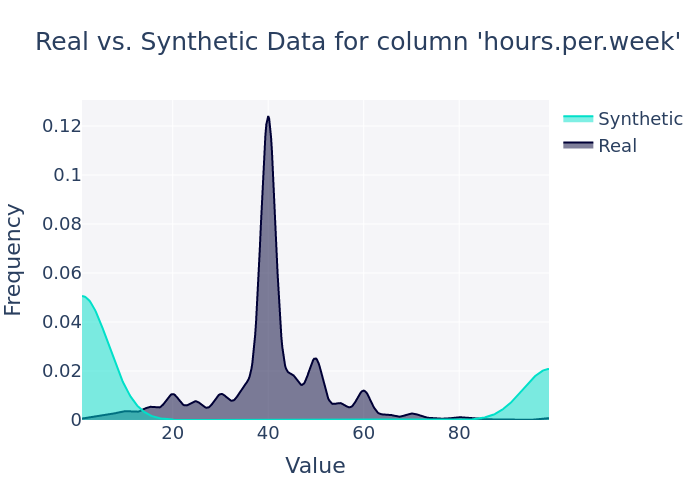 Real vs. Synthetic Data for column 'hours.per.week'
Synthetic
Real
0.12
0.1
0.08
0.06
0.04
0.02
0
20
40
60
80
Frequency
Value